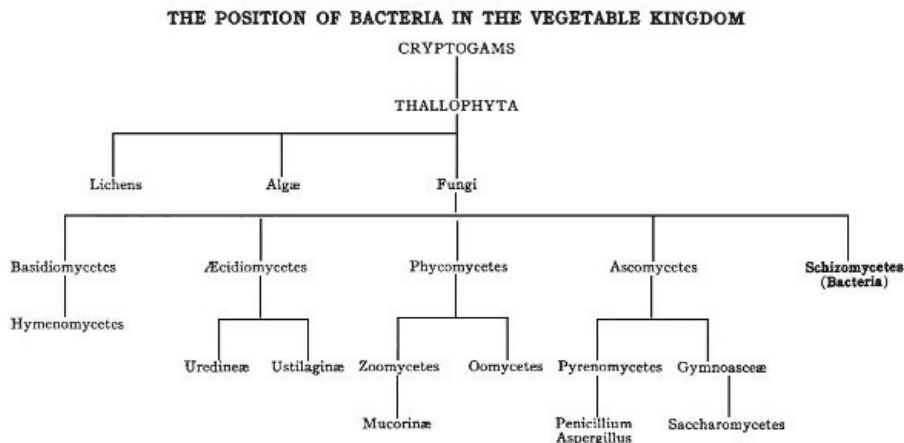 THE POSITION OF BACTERIA IN THE VEGETABLE KINGDOM
CRYPTOGAMS
THALLOPHYTA
Lichens Algæ Fungi
Basidiomycetes Æcidiomycetes Phycomycetes Ascomycetes Schizomycetes
(Bacteria)
Hymenomycetes
Uredineæ Ustilaginæ Zoomycetes Oomycetes Pyrenomycetes Gymnoasceæ
Mucorinæ Penicillium Saccharomycetes
Aspergillus